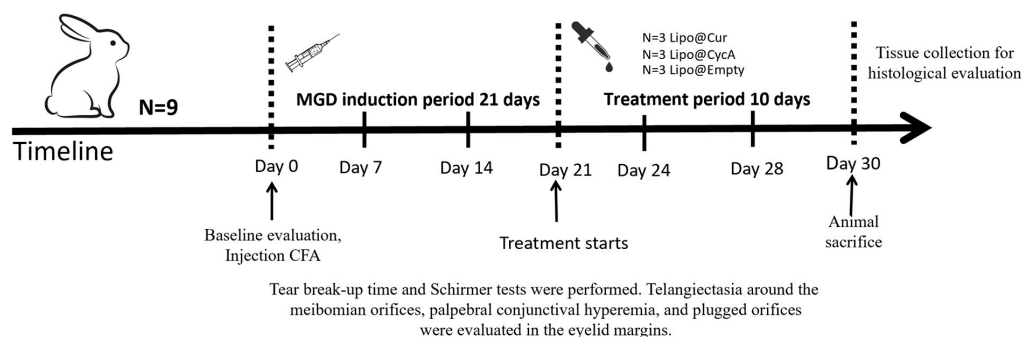 N=9
Timeline
MGD induction period 21 days
N=3 Lipo@Cur
N=3 Lipo@CycA
N=3 Lipo@Empty
Treatment period 10 days
Tissue collection for
histological evaluation
Day 0
Day 7
Day 14
Day 21
Day 24
Day 28
Day 30
Baseline evaluation,
Injection CFA
Treatment starts
Animal
sacrifice
Tear break-up time and Schirmer tests were performed. Telangiectasia around the
meibomian orifices, palpebral conjunctival hyperemia, and plugged orifices
were evaluated in the eyelid margins.